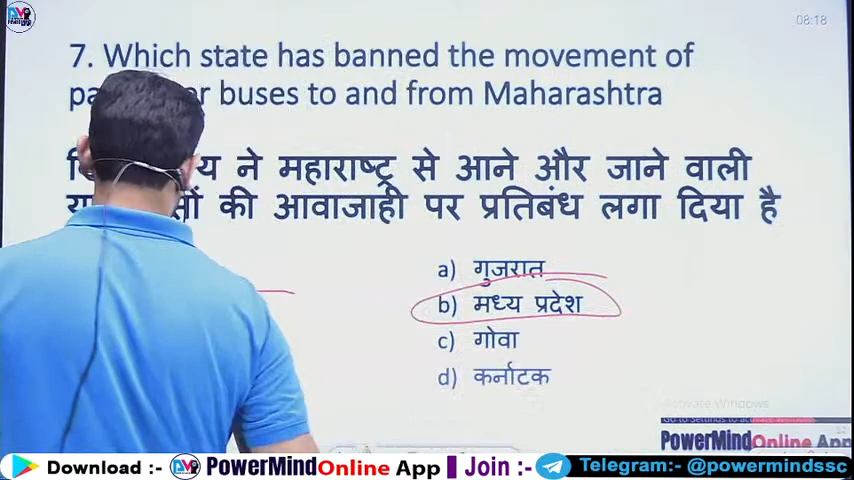 08:18
7. Which state has banned the movement of
buses to and from Maharashtra
ने महाराष्ट्र से आने और जाने वाली
की आवाजाही पर प्रतिबंध लगा दिया है
a) गुजरात
b) मध्य प्रदेश
c) गोवा
d) कर्नाटक
Activate Windows
Go to Settings to activate Windows
PowerMindOnline App
Download :- PowerMindOnline App Join :- Telegram:- @powermindssc